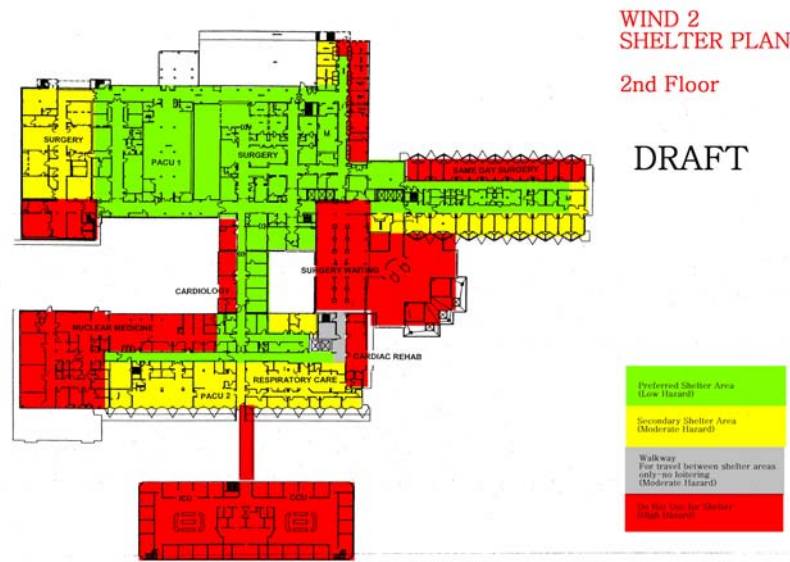 WIND 2
SHELTER PLAN
2nd Floor
DRAFT
SURGERY
PACU 1
SURGERY
M
SAME DAY SURGERY
M
SURGERY WAITING
CARDIOLOGY
NUCLEAR MEDICINE
CARDIAC REHAB
RESPIRATORY CARE
J
PACU 2
ICU
CCU
Preferred Shelter Area
(Low Hazard)
Secondary Shelter Area
(Moderate Hazard)
Walkway
For travel between shelter areas
only-no loitering
(Moderate Hazard)
Do Not Use for Shelter
(High Hazard)